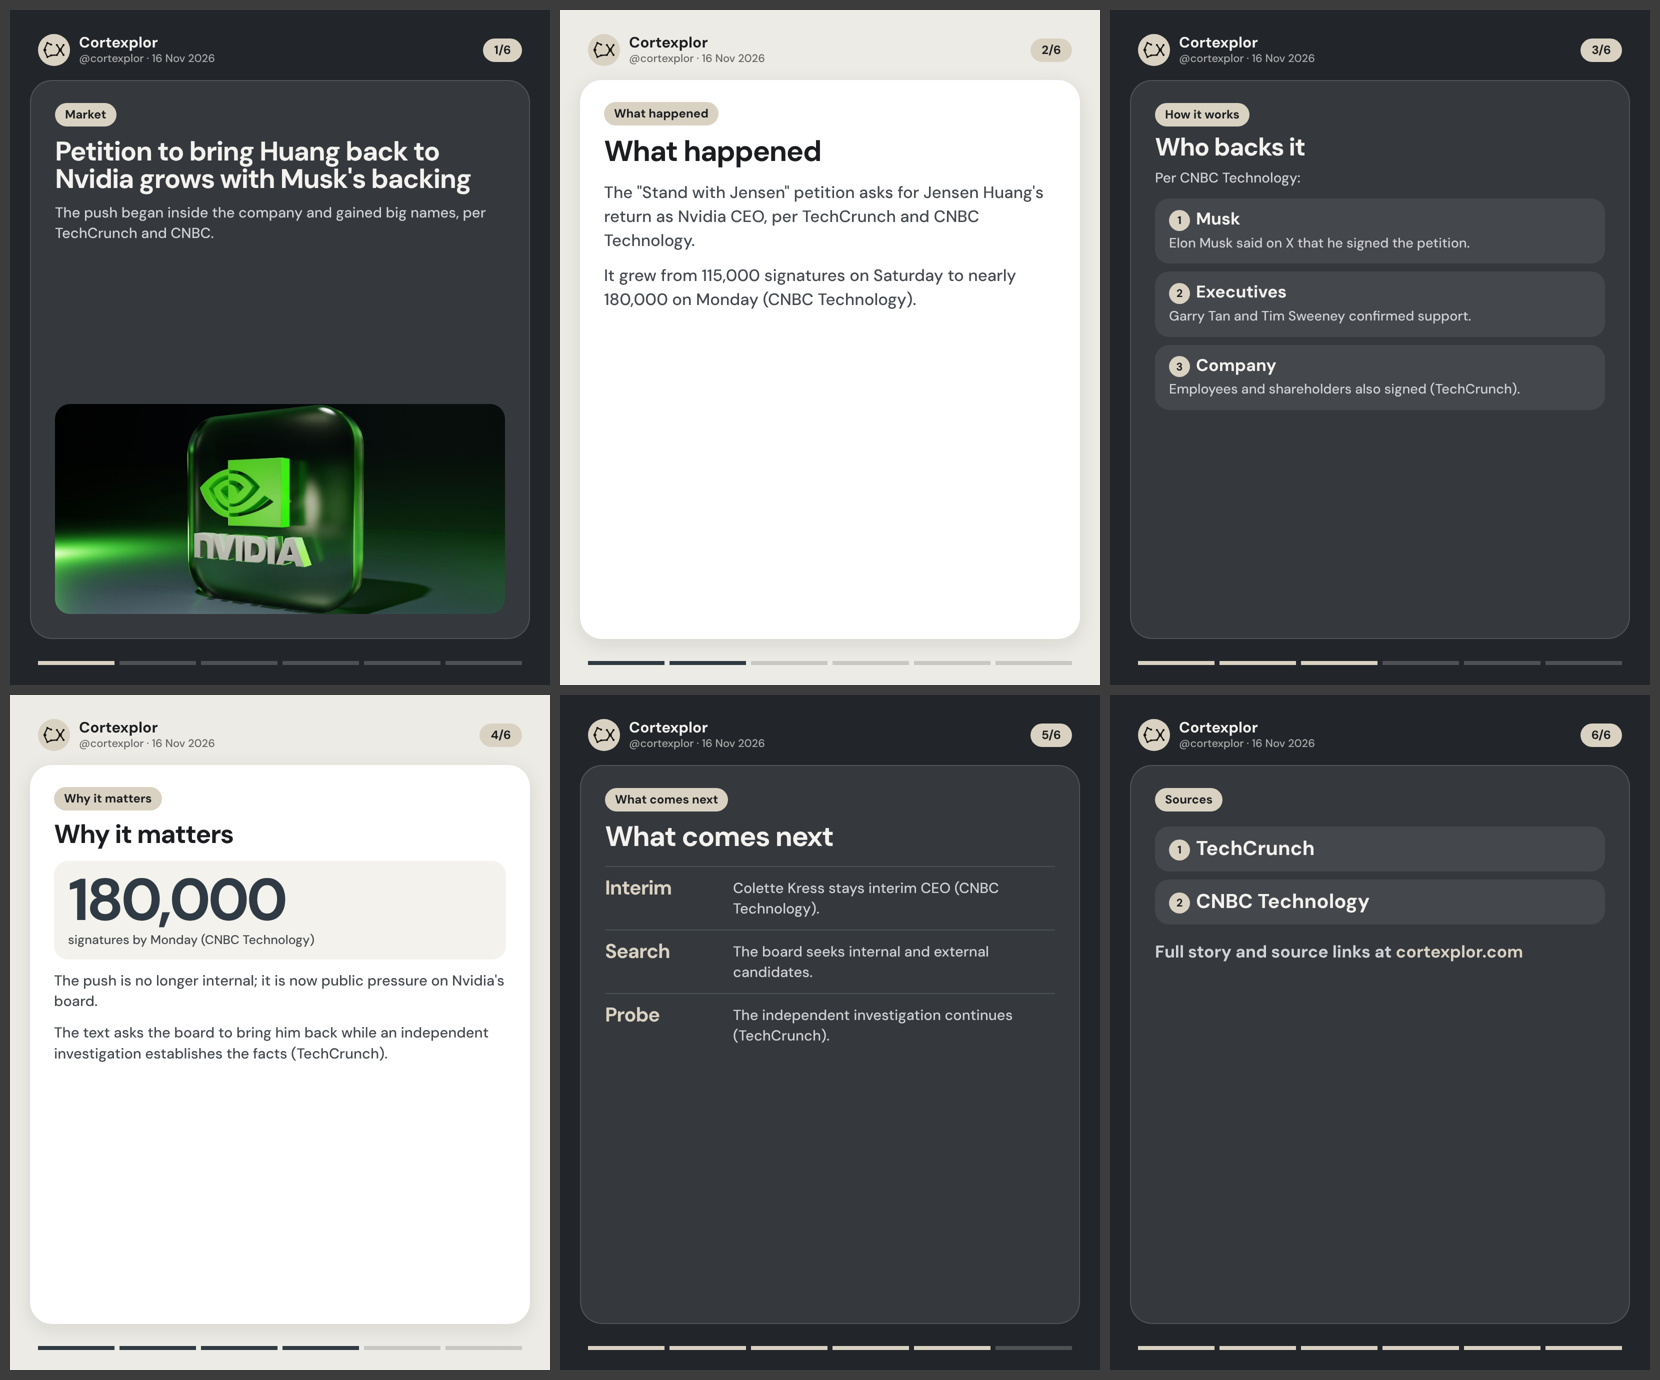 CX
Cortexplor
@cortexplor · 16 Nov 2026
1/6
Market
Petition to bring Huang back to
Nvidia grows with Musk's backing
The push began inside the company and gained big names, per
TechCrunch and CNBC.
NVIDIA
CX
Cortexplor
@cortexplor · 16 Nov 2026
2/6
What happened
What happened
The "Stand with Jensen" petition asks for Jensen Huang's
return as Nvidia CEO, per TechCrunch and CNBC
Technology.
It grew from 115,000 signatures on Saturday to nearly
180,000 on Monday (CNBC Technology).
CX
Cortexplor
@cortexplor · 16 Nov 2026
3/6
How it works
Who backs it
Per CNBC Technology:
1 Musk
Elon Musk said on X that he signed the petition.
2 Executives
Garry Tan and Tim Sweeney confirmed support.
3 Company
Employees and shareholders also signed (TechCrunch).
CX
Cortexplor
@cortexplor · 16 Nov 2026
4/6
Why it matters
Why it matters
180,000
signatures by Monday (CNBC Technology)
The push is no longer internal; it is now public pressure on Nvidia's
board.
The text asks the board to bring him back while an independent
investigation establishes the facts (TechCrunch).
CX
Cortexplor
@cortexplor · 16 Nov 2026
5/6
What comes next
What comes next
Interim
Colette Kress stays interim CEO (CNBC
Technology).
Search
The board seeks internal and external
candidates.
Probe
The independent investigation continues
(TechCrunch).
CX
Cortexplor
@cortexplor · 16 Nov 2026
6/6
Sources
1 TechCrunch
2 CNBC Technology
Full story and source links at cortexplor.com